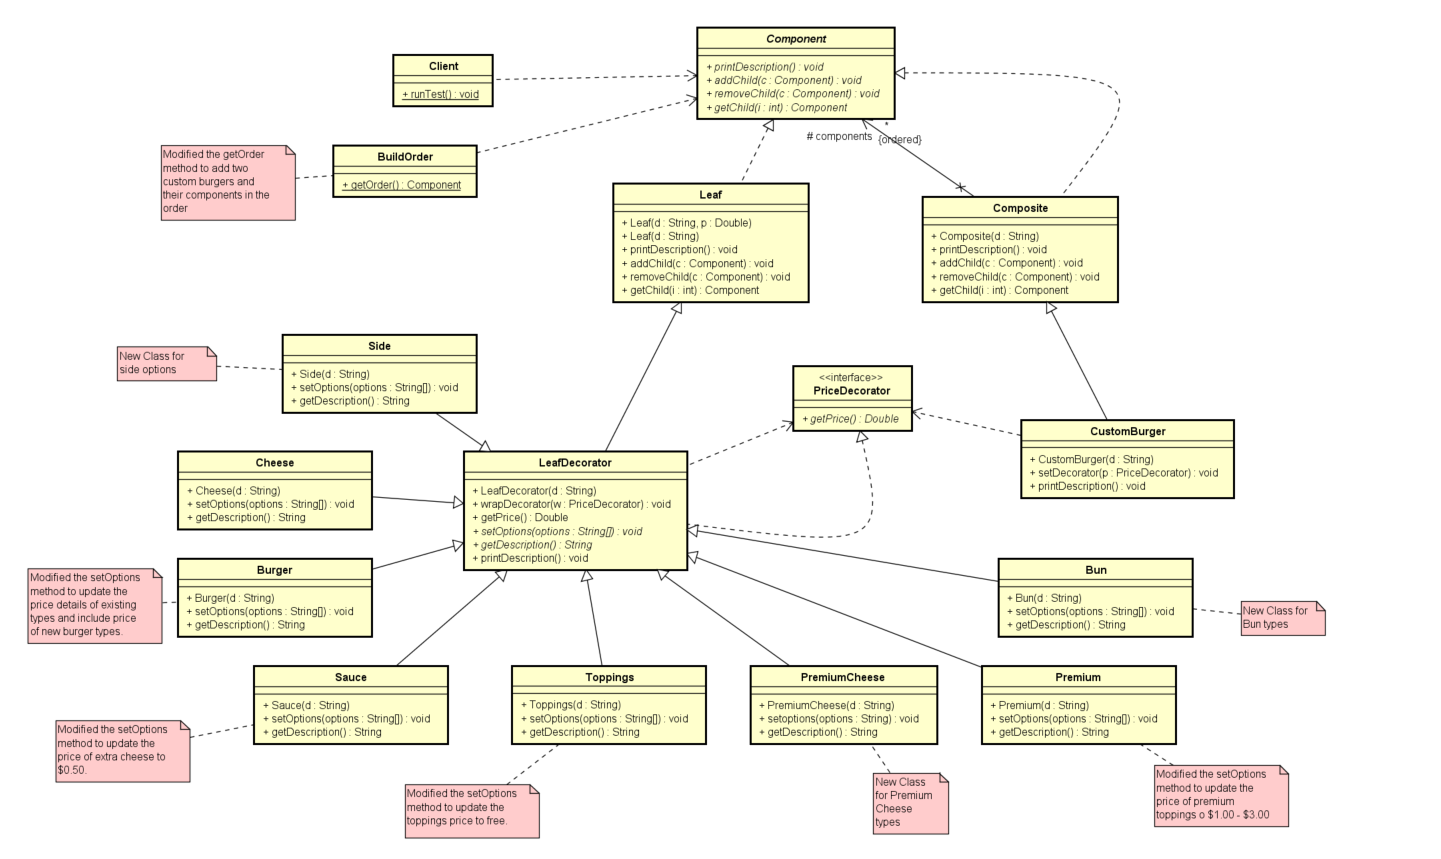 Component
+ printDescription() : void
+ addChild(c : Component) : void
+ removeChild(c : Component) : void
+ getChild(i : int) : Component
Client
+ runTest() : void
# components
*
{ordered}
Modified the getOrder
method to add two
custom burgers and
their components in the
order
BuildOrder
+ getOrder() : Component
Leaf
+ Leaf(d : String, p : Double)
+ Leaf(d : String)
+ printDescription() : void
+ addChild(c : Component) : void
+ removeChild(c : Component) : void
+ getChild(i : int) : Component
Composite
+ Composite(d : String)
+ printDescription() : void
+ addChild(c : Component) : void
+ removeChild(c : Component) : void
+ getChild(i : int) : Component
New Class for
side options
Side
+ Side(d : String)
+ setOptions(options : String[]) : void
+ getDescription() : String
<<interface>>
PriceDecorator
+ getPrice() : Double
CustomBurger
+ CustomBurger(d : String)
+ setDecorator(p : PriceDecorator) : void
+ printDescription() : void
Cheese
+ Cheese(d : String)
+ setOptions(options : String[]) : void
+ getDescription() : String
LeafDecorator
+ LeafDecorator(d : String)
+ wrapDecorator(w : PriceDecorator) : void
+ getPrice() : Double
+ setOptions(options : String[]) : void
+ getDescription() : String
+ printDescription() : void
Modified the setOptions
method to update the
price details of existing
types and include price
of new burger types.
Burger
+ Burger(d : String)
+ setOptions(options : String[]) : void
+ getDescription() : String
Bun
+ Bun(d : String)
+ setOptions(options : String[]) : void
+ getDescription() : String
New Class for
Bun types
Sauce
+ Sauce(d : String)
+ setOptions(options : String[]) : void
+ getDescription() : String
Toppings
+ Toppings(d : String)
+ setOptions(options : String[]) : void
+ getDescription() : String
PremiumCheese
+ PremiumCheese(d : String)
+ setoptions(options : String) : void
+ getDescription() : String
Premium
+ Premium(d : String)
+ setOptions(options : String[]) : void
+ getDescription() : String
Modified the setOptions
method to update the
price of extra cheese to
$0.50.
Modified the setOptions
method to update the
toppings price to free.
New Class
for Premium
Cheese
types
Modified the setOptions
method to update the
price of premium
toppings o $1.00 - $3.00